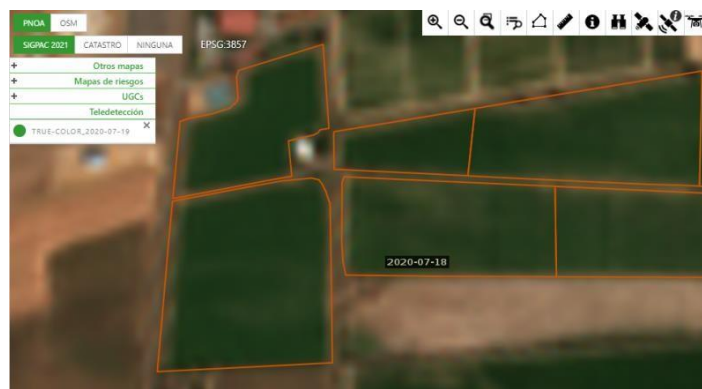 PNOA OSM
SIGPAC 2021 CATASTRO NINGUNA EPSG:3857
+ Otros mapas
+ Mapas de riesgos
+ UGCs
Teledetección
TRUE-COLOR_2020-07-19 ×
2020-07-18